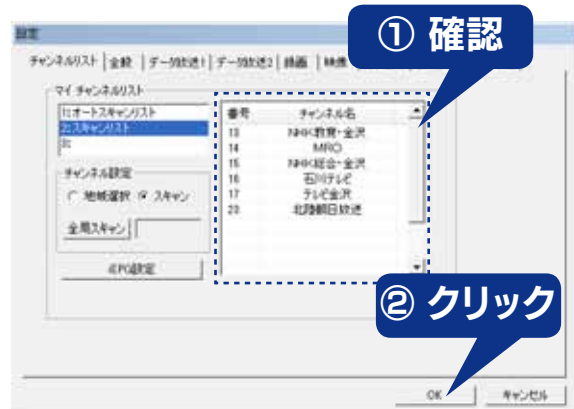 設定
① 確認
チャンネルリスト 全般 データ放送1 データ放送2 録画 映像
マイ チャンネルリスト
1:オートスキャンリスト
2:スキャンリスト
3:
番号 チャンネル名
13 NHK教育・金沢
14 MRO
15 NHK総合・金沢
16 石川テレビ
17 テレビ金沢
23 北陸朝日放送
チャンネル設定
地域選択 スキャン
全局スキャン
iEPG設定
② クリック
OK キャンセル